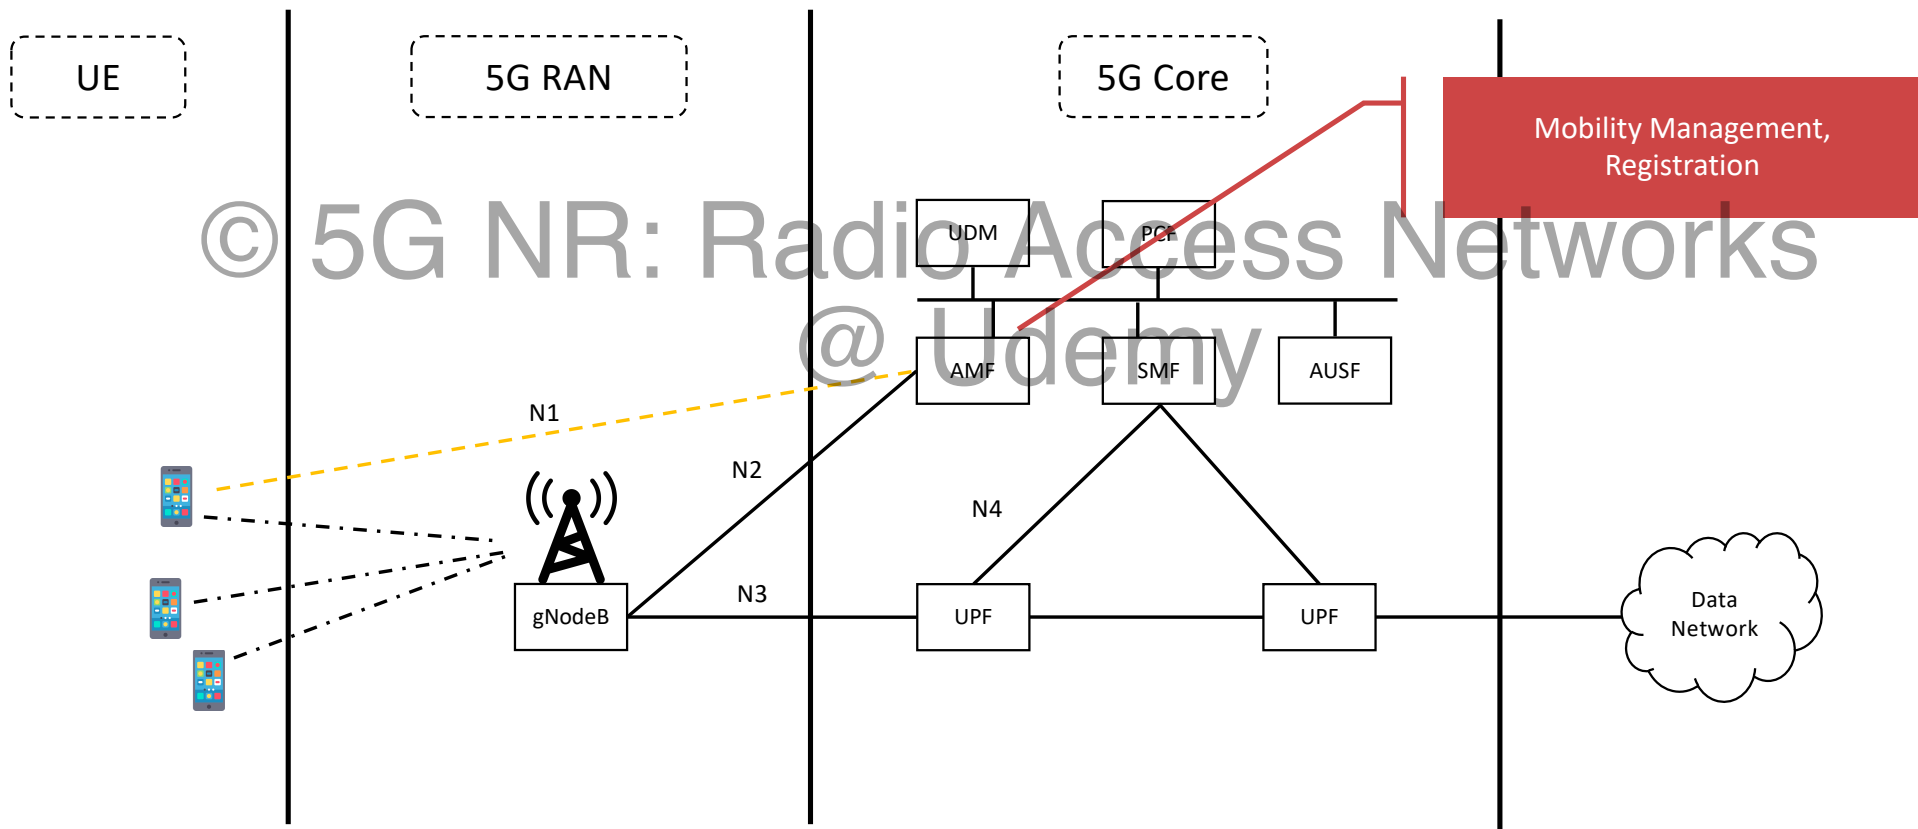 UE
5G RAN
5G Core
Mobility Management,
Registration
© 5G NR: Radio Access Networks
@ Udemy
UDM
PCF
AMF
SMF
AUSF
N1
N2
N4
N3
gNodeB
UPF
UPF
Data
Network